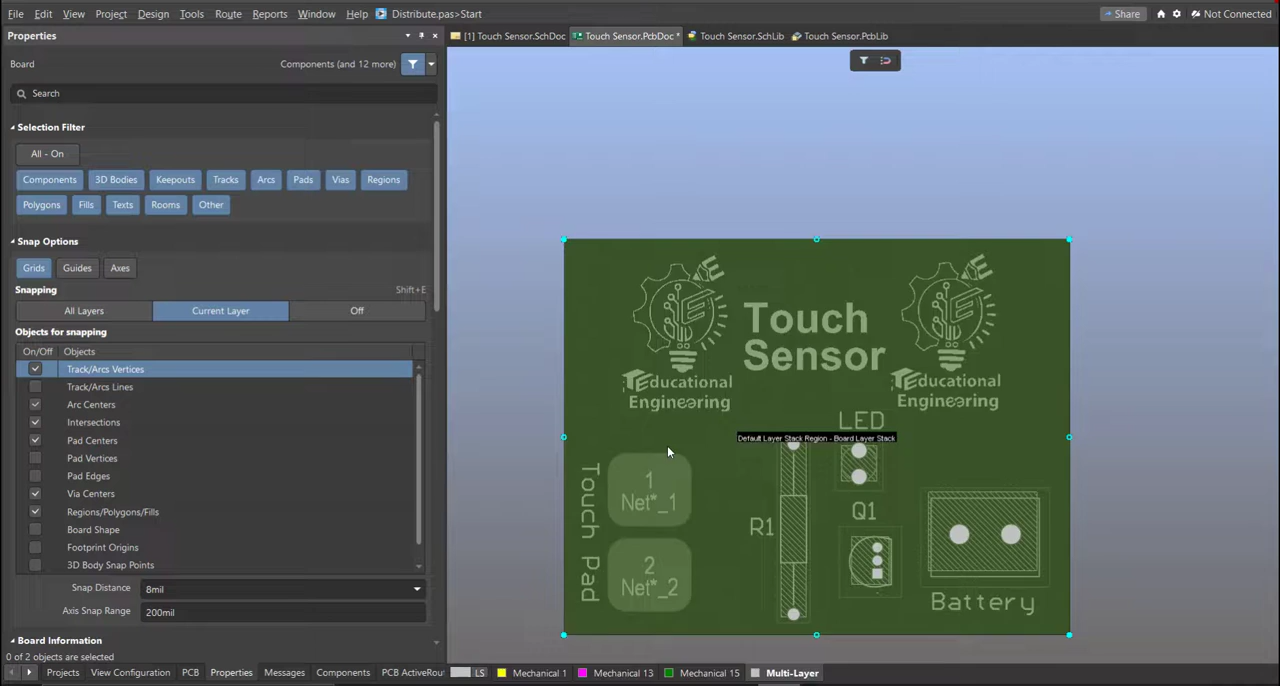 File Edit View Project Design Tools Route Reports Window Help Distribute.pas>Start Share Not Connected
Properties
[1] Touch Sensor.SchDoc Touch Sensor.PcbDoc * Touch Sensor.SchLib Touch Sensor.PcbLib
Board Components (and 12 more)
Search
Selection Filter
All - On
Components 3D Bodies Keepouts Tracks Arcs Pads Vias Regions
Polygons Fills Texts Rooms Other
Snap Options
Grids Guides Axes
Snapping Shift+E
All Layers Current Layer Off
Objects for snapping
On/Off Objects
Track/Arcs Vertices
Track/Arcs Lines
Arc Centers
Intersections
Pad Centers
Pad Vertices
Pad Edges
Via Centers
Regions/Polygons/Fills
Board Shape
Footprint Origins
3D Body Snap Points
Snap Distance 8mil
Axis Snap Range 200mil
Board Information
0 of 2 objects are selected
Projects View Configuration PCB Properties Messages Components PCB ActiveRou
Touch
Sensor
Educational
Engineering
Educational
Engineering
LED
Default Layer Stack Region - Board Layer Stack
Touch Pad
1
Net*_1
2
Net*_2
R1
Q1
Battery
LS Mechanical 1 Mechanical 13 Mechanical 15 Multi-Layer